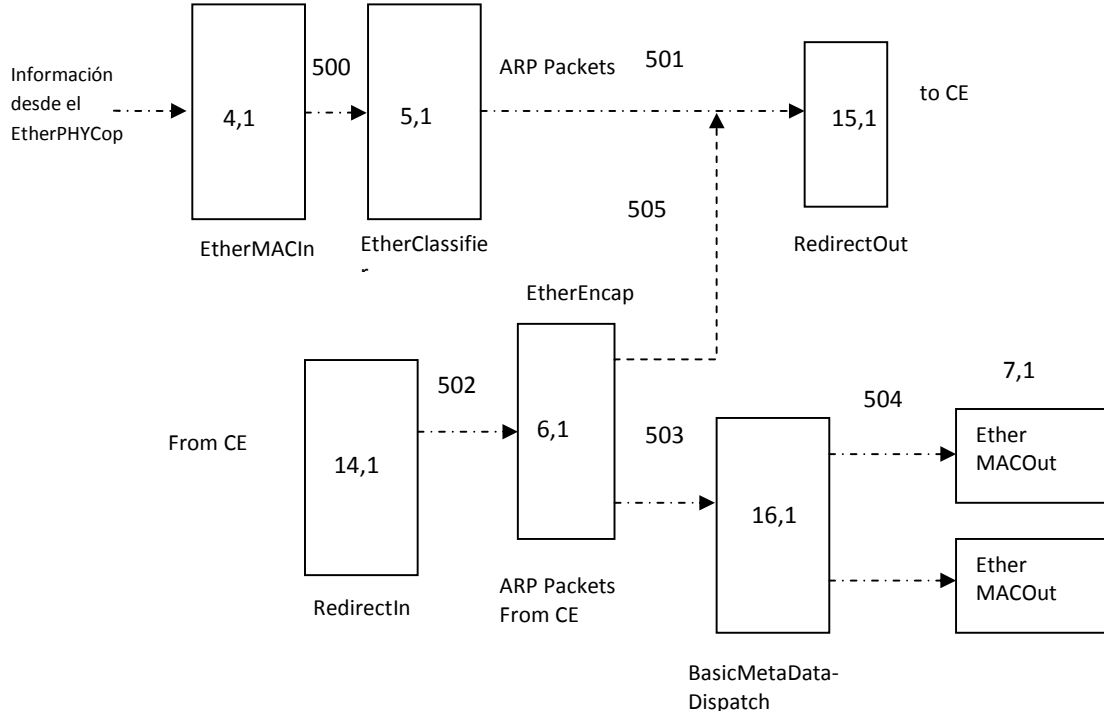 Información
desde el
EtherPHYCop
4,1
EtherMACIn
500
5,1
EtherClassifie
r
ARP Packets
501
15,1
to CE
RedirectOut
505
EtherEncap
From CE
14,1
RedirectIn
502
6,1
ARP Packets
From CE
503
16,1
BasicMetaData-
Dispatch
504
7,1
Ether
MACOut
Ether
MACOut